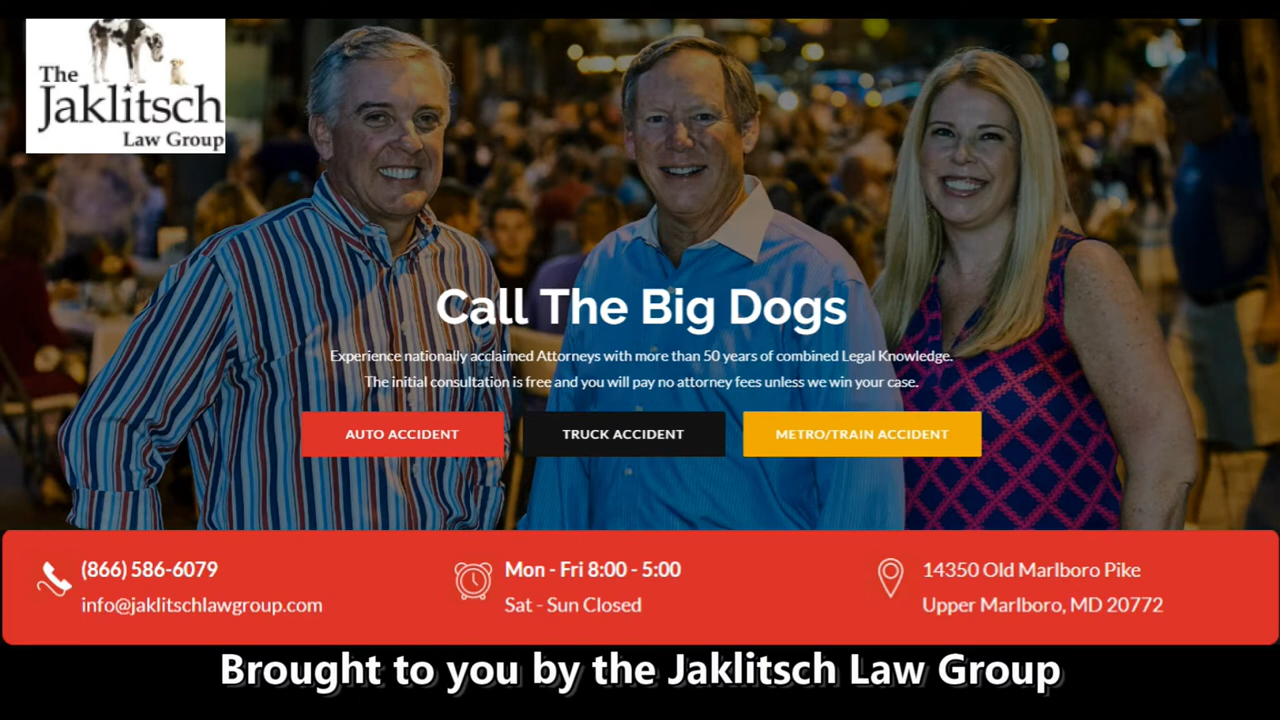 The
Jaklitsch
Law Group
Call The Big Dogs
Experience nationally acclaimed Attorneys with more than 50 years of combined Legal Knowledge.
The initial consultation is free and you will pay no attorney fees unless we win your case.
AUTO ACCIDENT
TRUCK ACCIDENT
METRO/TRAIN ACCIDENT
(866) 586-6079
info@jaklitschlawgroup.com
Mon - Fri 8:00 - 5:00
Sat - Sun Closed
14350 Old Marlboro Pike
Upper Marlboro, MD 20772
Brought to you by the Jaklitsch Law Group